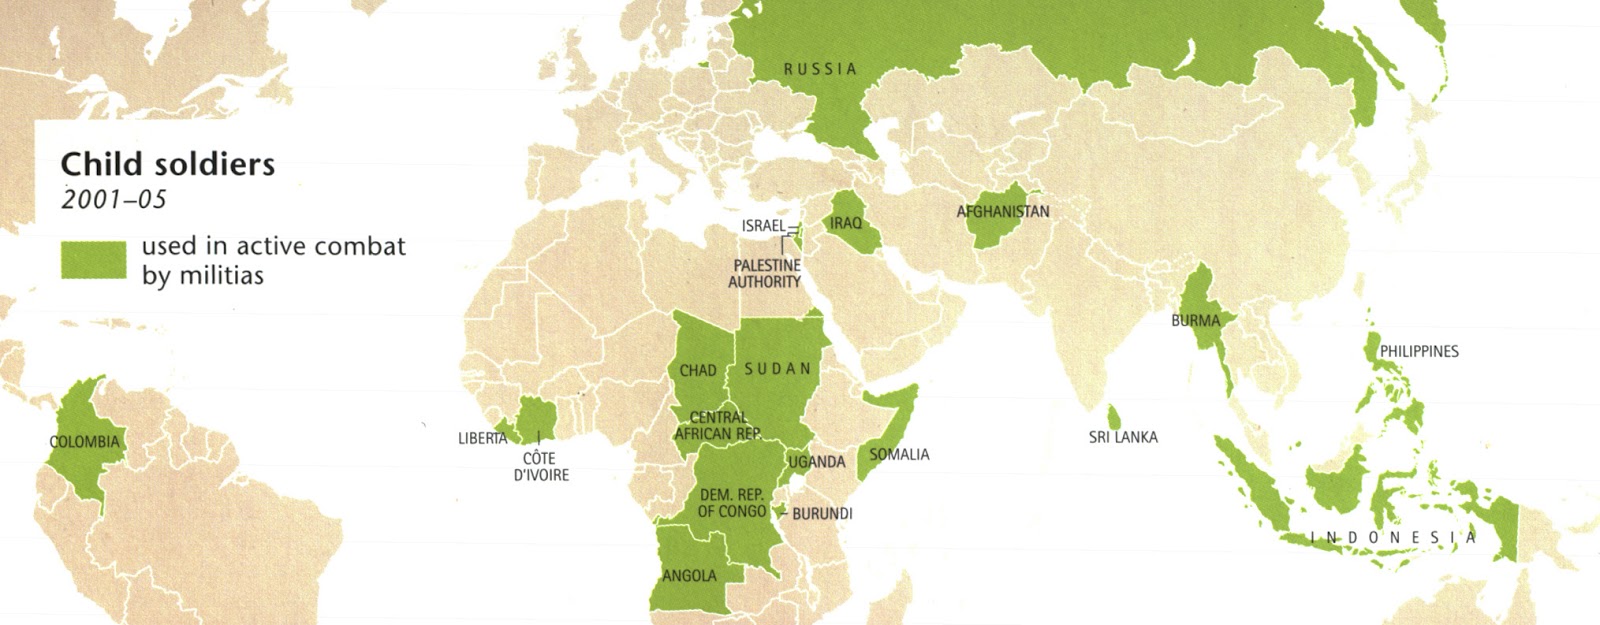 Child soldiers
2001–05
used in active combat
by militias
RUSSIA
ISRAEL
IRAQ
AFGHANISTAN
PALESTINE
AUTHORITY
BURMA
PHILIPPINES
CHAD
SUDAN
CENTRAL
AFRICAN REP.
COLOMBIA
LIBERTA
CÔTE
D'IVOIRE
UGANDA
SOMALIA
SRI LANKA
DEM. REP.
OF CONGO
BURUNDI
INDONESIA
ANGOLA